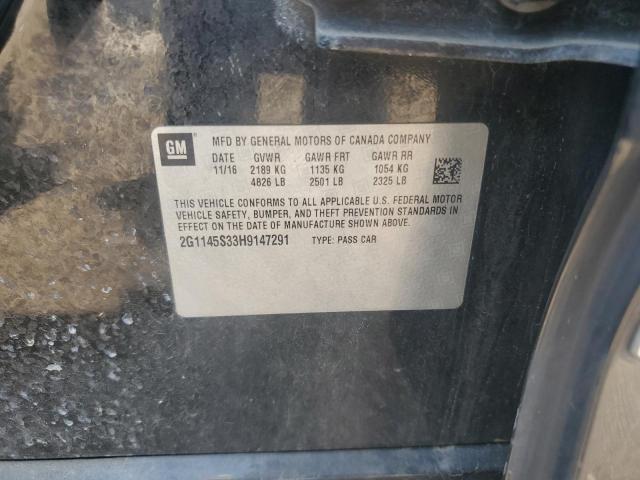 GM
MFD BY GENERAL MOTORS OF CANADA COMPANY
DATE GVWR GAWR FRT GAWR RR
11/16 2189 KG 1135 KG 1054 KG
4826 LB 2501 LB 2325 LB
THIS VEHICLE CONFORMS TO ALL APPLICABLE U.S. FEDERAL MOTOR
VEHICLE SAFETY, BUMPER, AND THEFT PREVENTION STANDARDS
IN EFFECT ON THE DATE OF MANUFACTURE SHOWN ABOVE.
2G1145S33H9147291 TYPE: PASS CAR